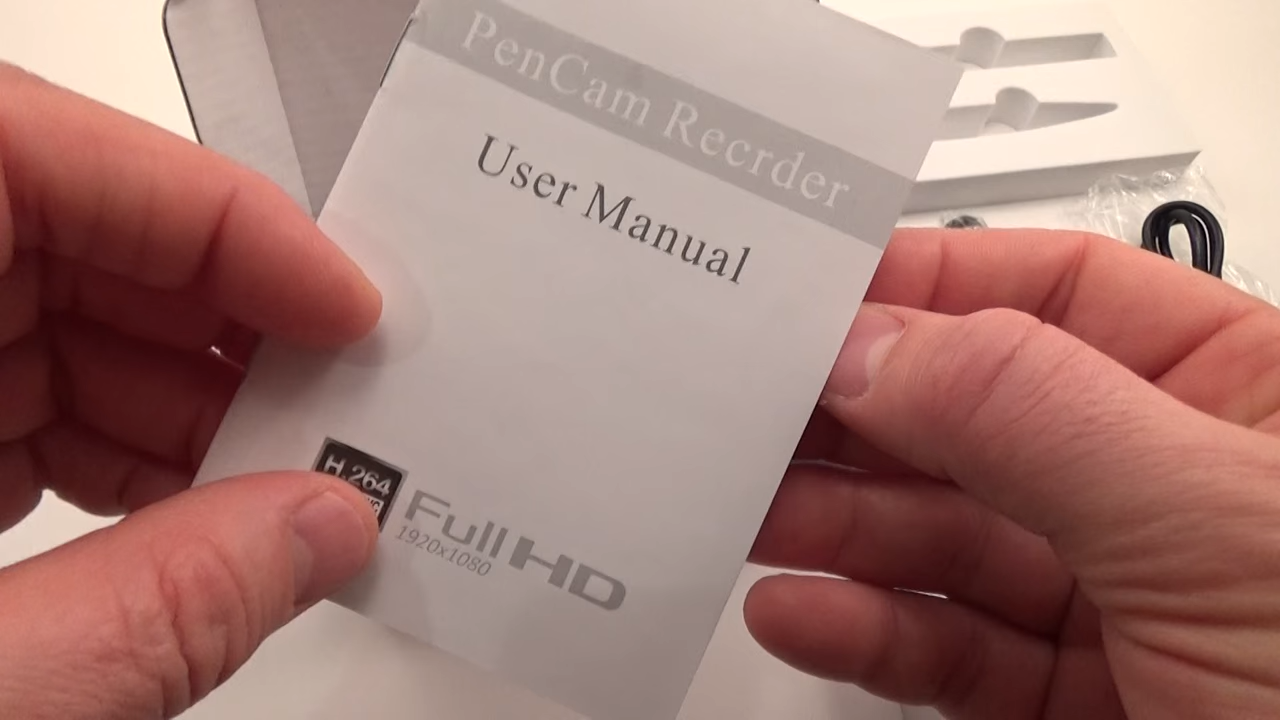 PenCam Recrder
User Manual
H.264
Full HD
1920x1080